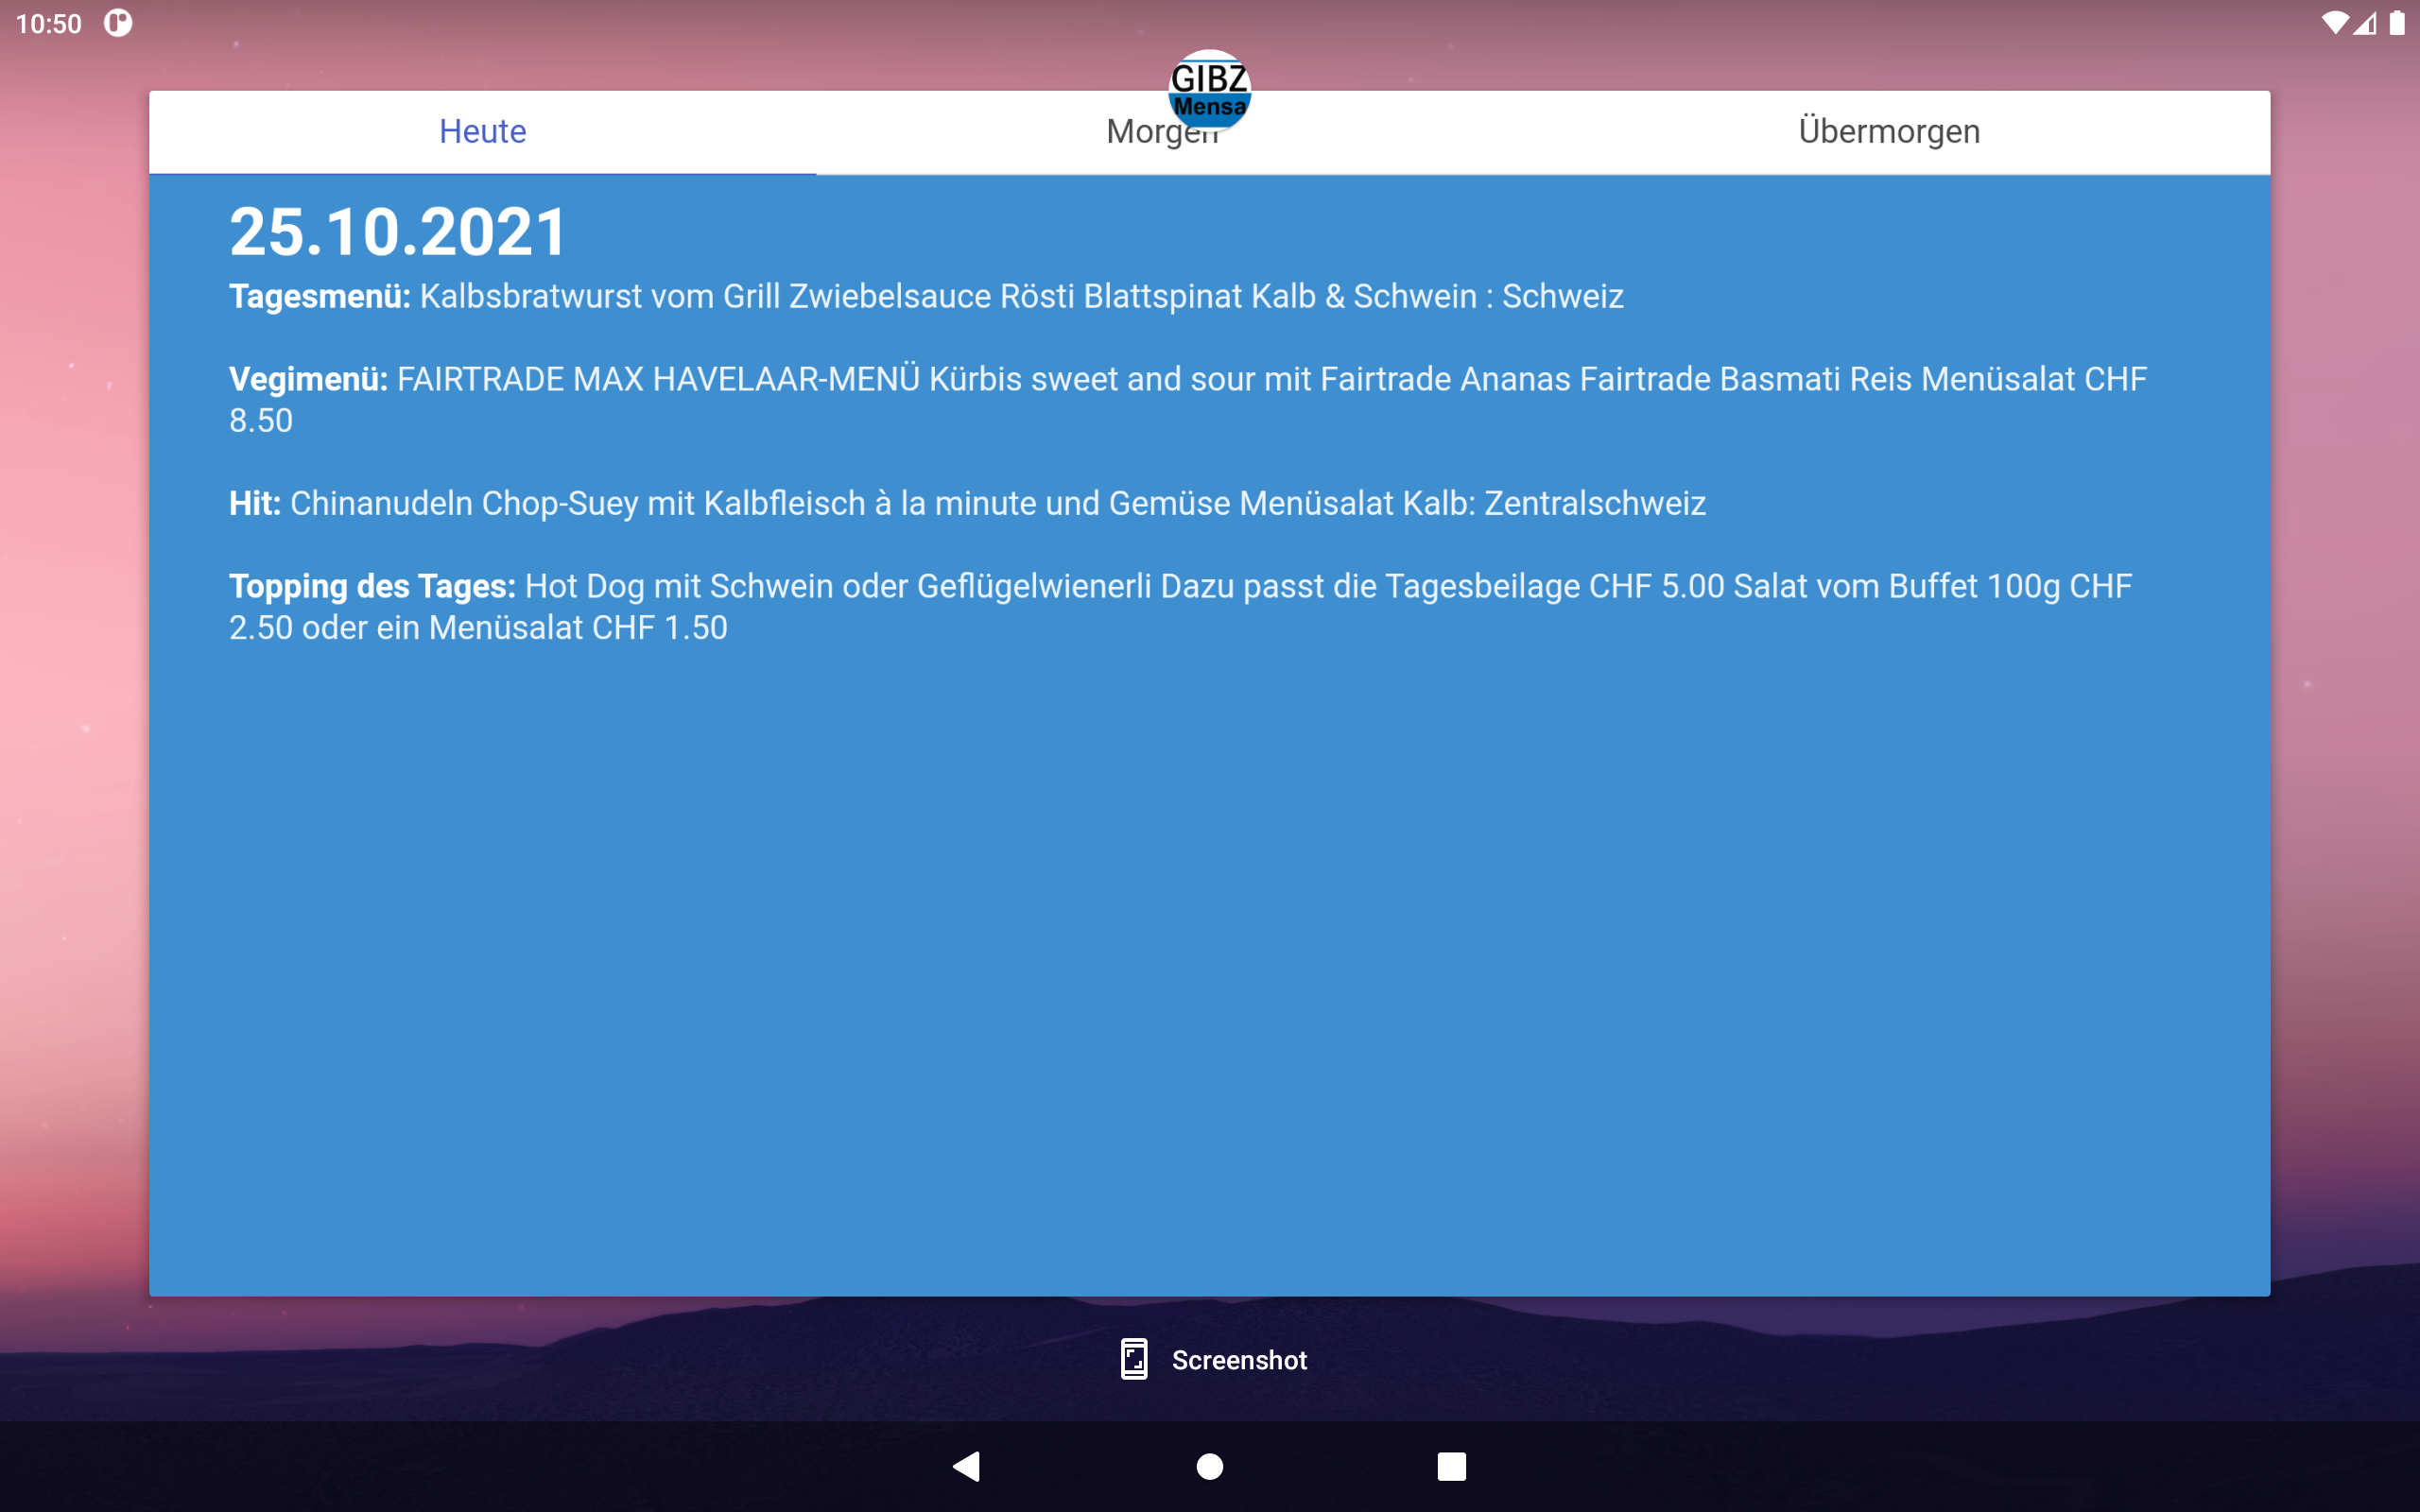 10:50
GIBZ
Mensa
Heute
Morgen
Übermorgen
25.10.2021
Tagesmenü: Kalbsbratwurst vom Grill Zwiebelsauce Rösti Blattspinat Kalb & Schwein : Schweiz
Vegimenü: FAIRTRADE MAX HAVELAAR-MENÜ Kürbis sweet and sour mit Fairtrade Ananas Fairtrade Basmati Reis Menüsalat CHF
8.50
Hit: Chinanudeln Chop-Suey mit Kalbfleisch à la minute und Gemüse Menüsalat Kalb: Zentralschweiz
Topping des Tages: Hot Dog mit Schwein oder Geflügelwienerli Dazu passt die Tagesbeilage CHF 5.00 Salat vom Buffet 100g CHF
2.50 oder ein Menüsalat CHF 1.50
Screenshot